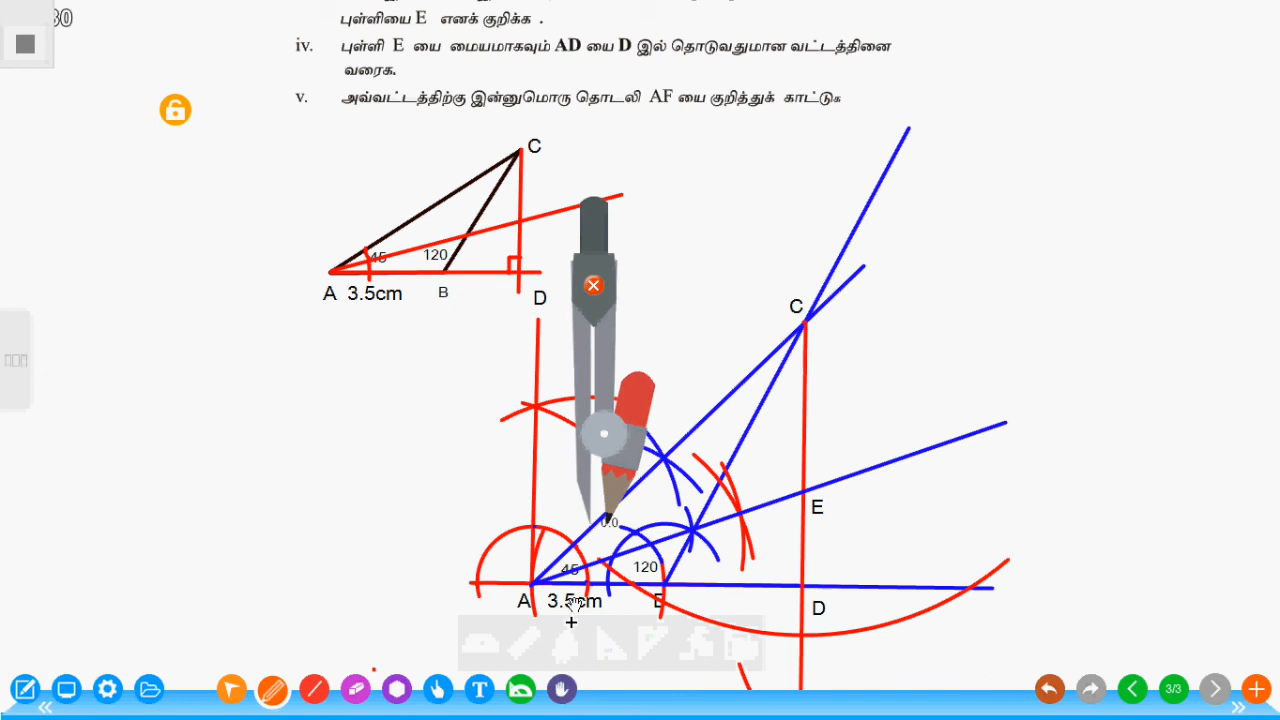 30
புள்ளியை E எனக் குறிக்க .
iv. புள்ளி E யை மையமாகவும் AD யை D இல் தொடுவதுமான வட்டத்தினை
வரைக.
v. அவ்வட்டத்திற்கு இன்னுமொரு தொடலி AF யை குறித்துக் காட்டுக
C
45 120
A 3.5cm B D
C
E
0.0
45 120
A 3.5cm D
T 3/3